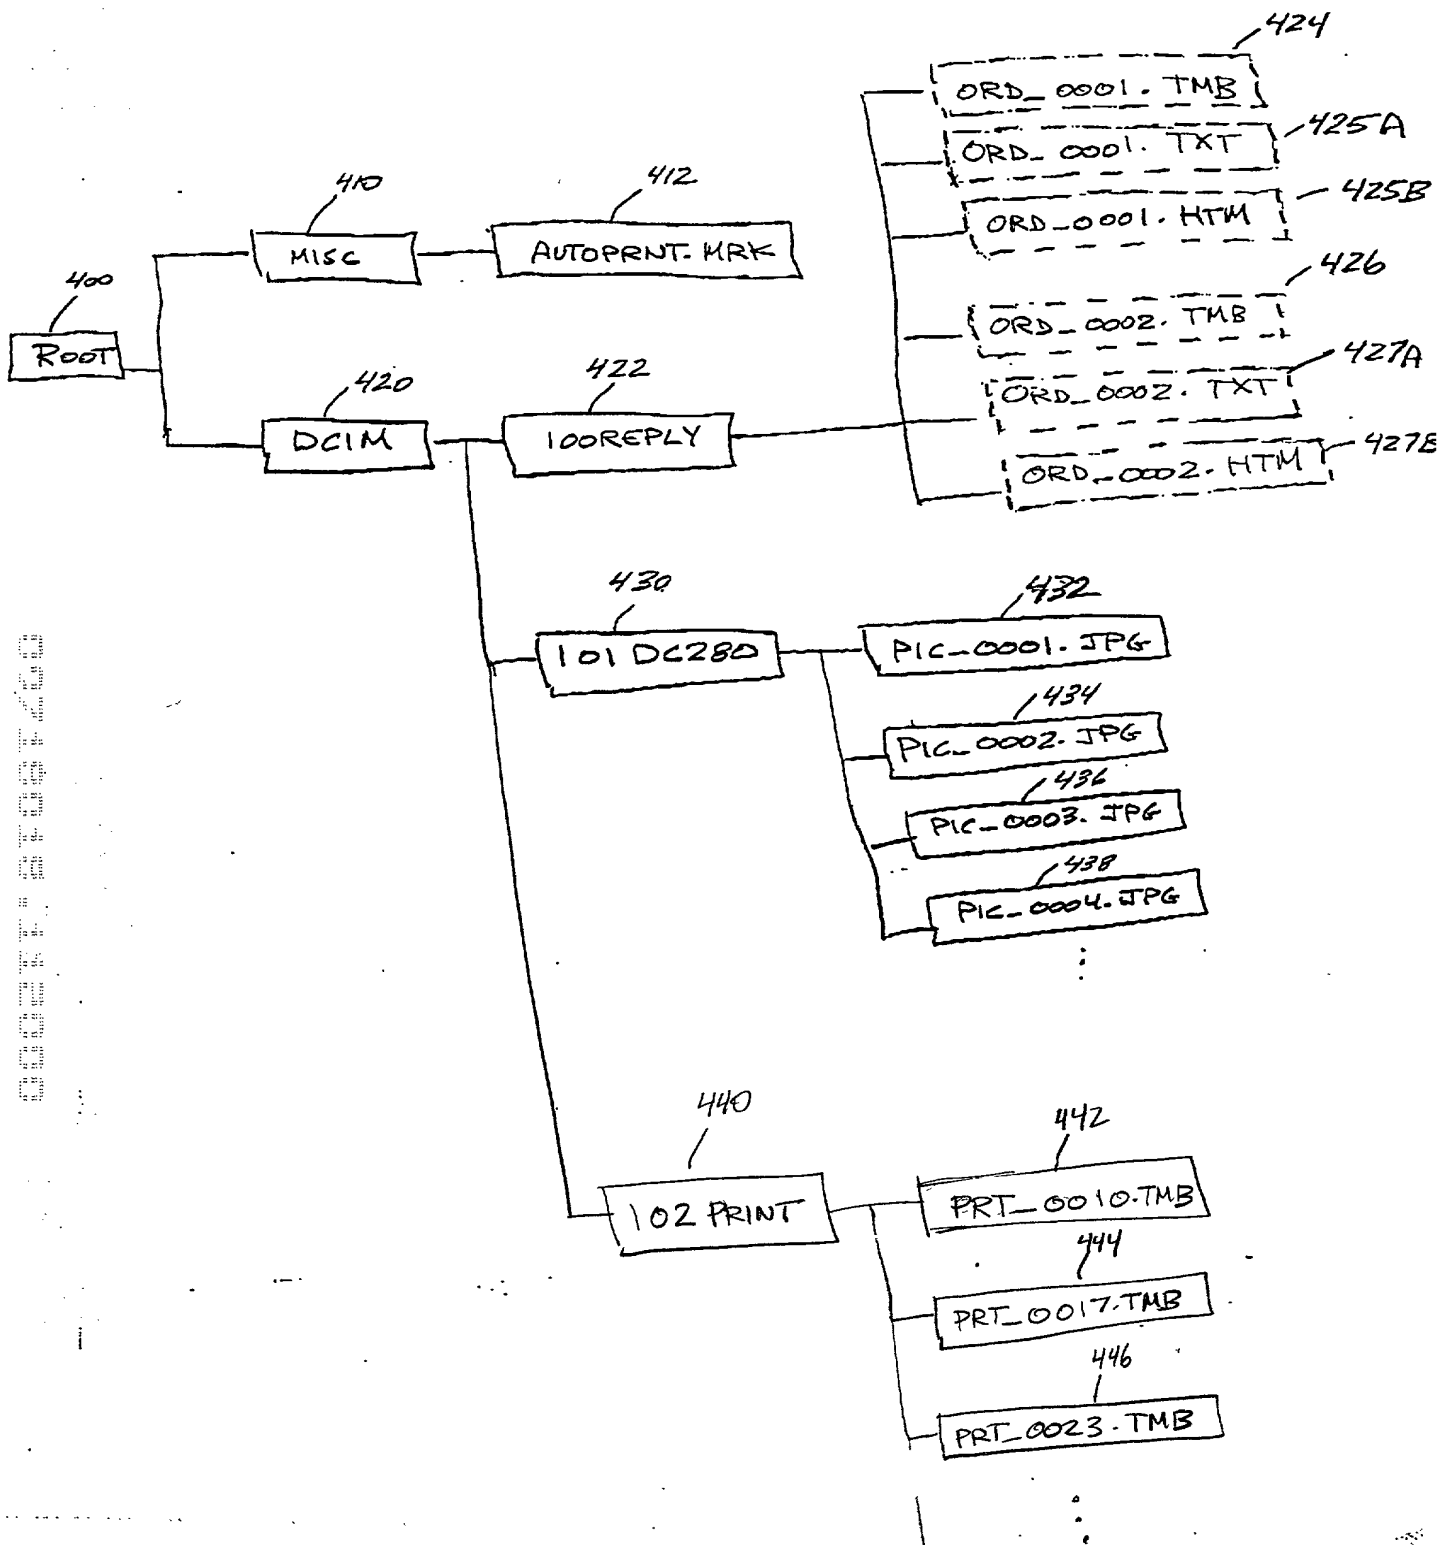 424
ORD_0001.TMB
425A
ORD_0001.TXT
425B
ORD_0001.HTM
410
412
MISC
AUTOPRNT.MRK
400
ROOT
426
ORD_0002.TMB
427A
ORD_0002.TXT
420
422
DCIM
100REPLY
427B
ORD_0002.HTM
430
432
101DC280
PIC_0001.JPG
434
PIC_0002.JPG
436
PIC_0003.JPG
438
PIC_0004.JPG
440
442
102PRINT
PRT_0010.TMB
444
PRT_0017.TMB
446
PRT_0023.TMB